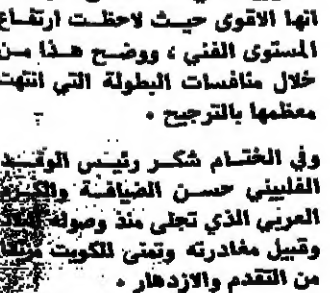 انها الاقوى حيث لاحظت ارتفاع
المستوى الفني ، ووضح هذا من
خلال منافسات البطولة التي انتهت
معظمها بالترجيح .
وفي الختام شكر رئيس الوفد
الفلبيني حسن الضيافة والكرم
العربي الذي تجلى منذ وصوله
وقبيل مغادرته وتمنى للكويت
من التقدم والازدهار .